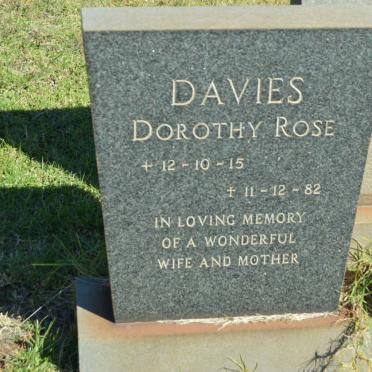 DAVIES
DOROTHY ROSE
+ 12 - 10 - 15
† 11 - 12 - 82
IN LOVING MEMORY
OF A WONDERFUL
WIFE AND MOTHER